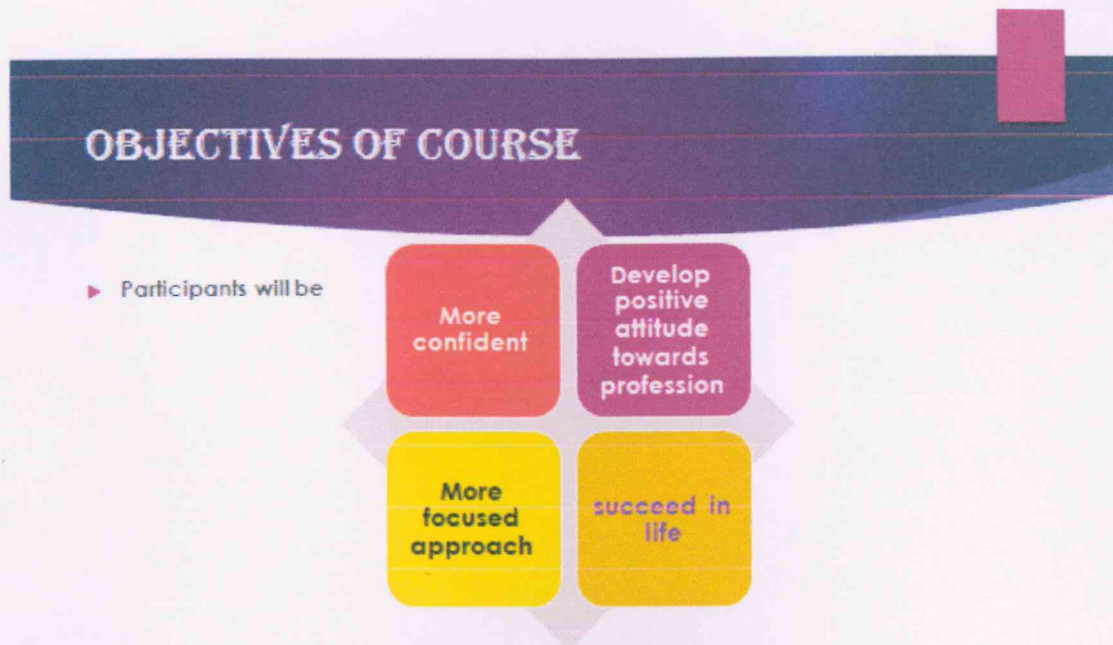 OBJECTIVES OF COURSE
Participants will be
More
confident
Develop
positive
attitude
towards
profession
More
focused
approach
succeed in
life